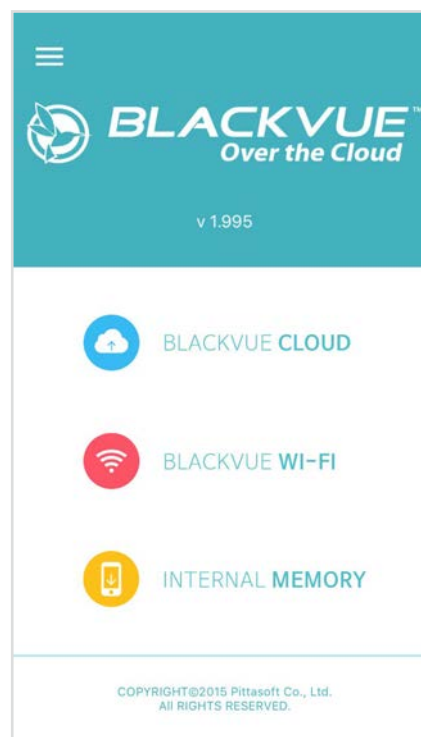 BLACKVUE™
Over the Cloud
v 1.995
BLACKVUE CLOUD
BLACKVUE WI-FI
INTERNAL MEMORY
COPYRIGHT©2015 Pittasoft Co., Ltd.
All RIGHTS RESERVED.